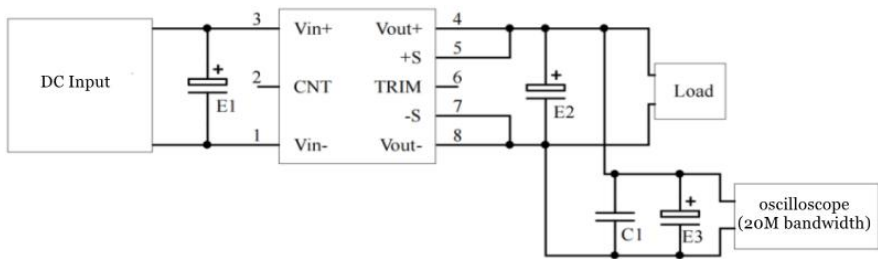 DC Input
E1
3
2
1
Vin+
CNT
Vin-
Vout+
+S
TRIM
-S
Vout-
4
5
6
7
8
+
+
E2
Load
C1
+
E3
oscilloscope
(20M bandwidth)